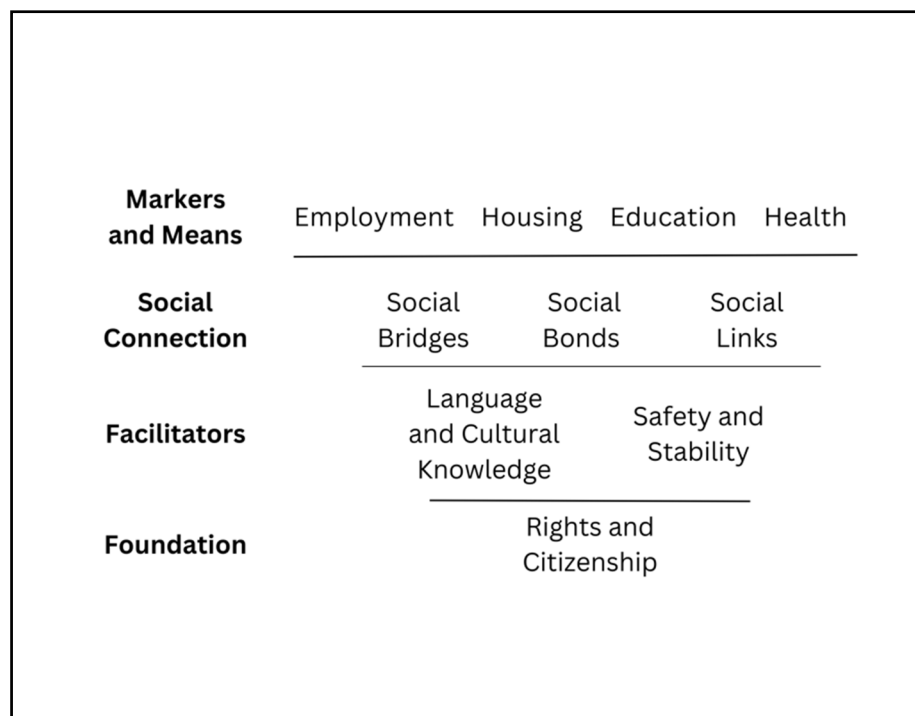 Markers
and Means
Employment Housing Education Health
Social
Connection
Social
Bridges
Social
Bonds
Social
Links
Facilitators
Language
and Cultural
Knowledge
Safety and
Stability
Foundation
Rights and
Citizenship